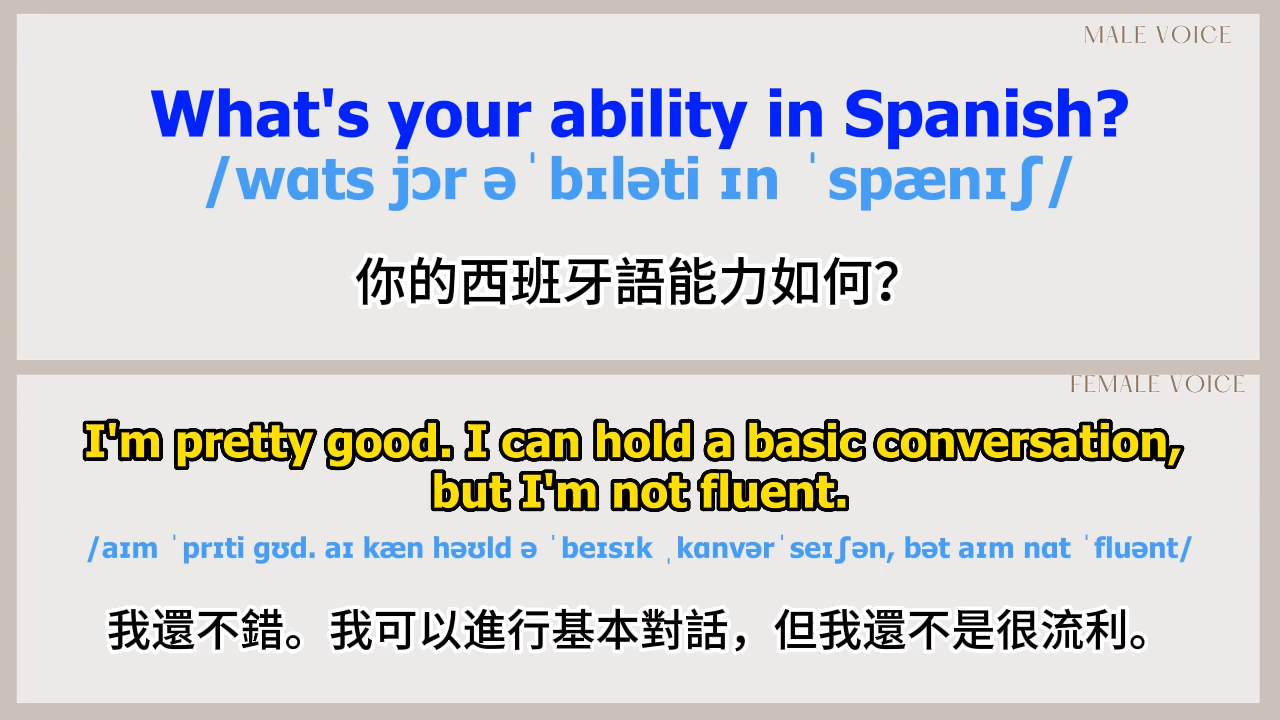 MALE VOICE
What's your ability in Spanish?
/wɑts jɔr əˈbɪləti ɪn ˈspænɪʃ/
你的西班牙語能力如何?
FEMALE VOICE
I'm pretty good. I can hold a basic conversation,
but I'm not fluent.
/aɪm ˈprɪti gʊd. aɪ kæn həʊld ə ˈbeɪsɪk ˌkɑnvərˈseɪʃən, bət aɪm nɑt ˈfluənt/
我還不錯。我可以進行基本對話，但我還不是很流利。